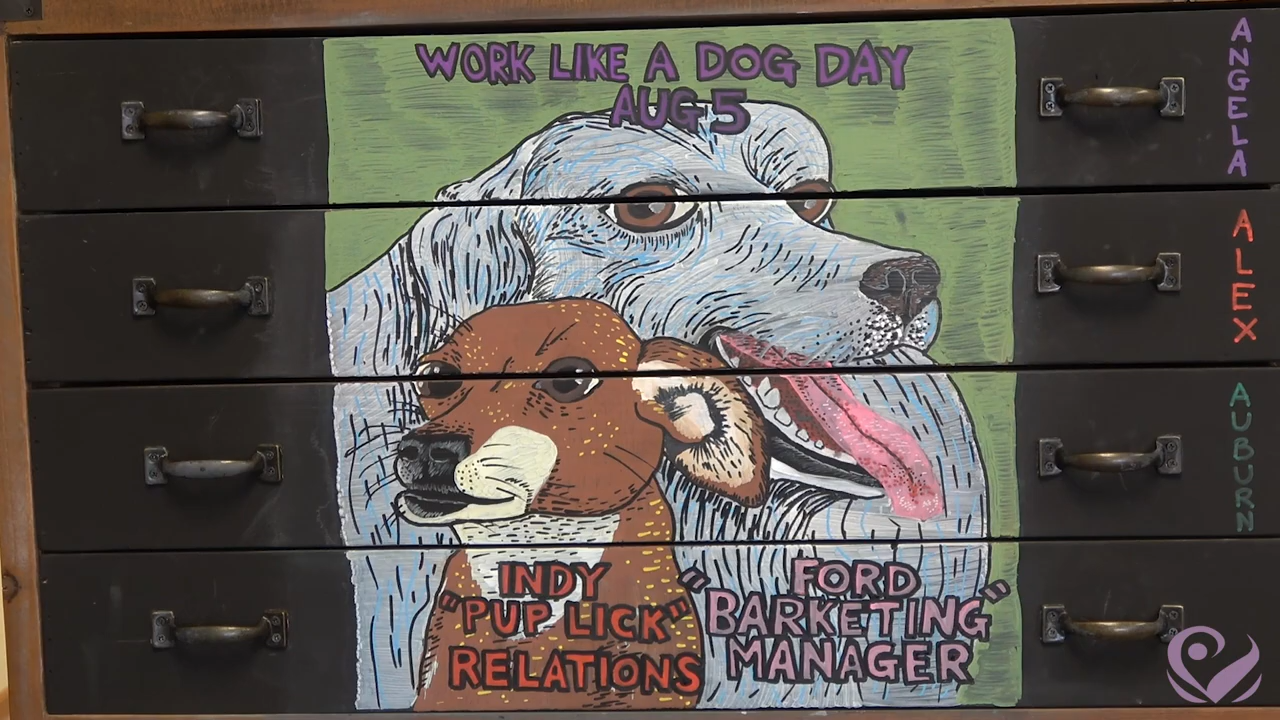 WORK LIKE A DOG DAY
AUG 5
INDY
"PUP LICK"
RELATIONS
FORD
"BARKETING"
MANAGER
ANGELA
ALEX
AUBURN